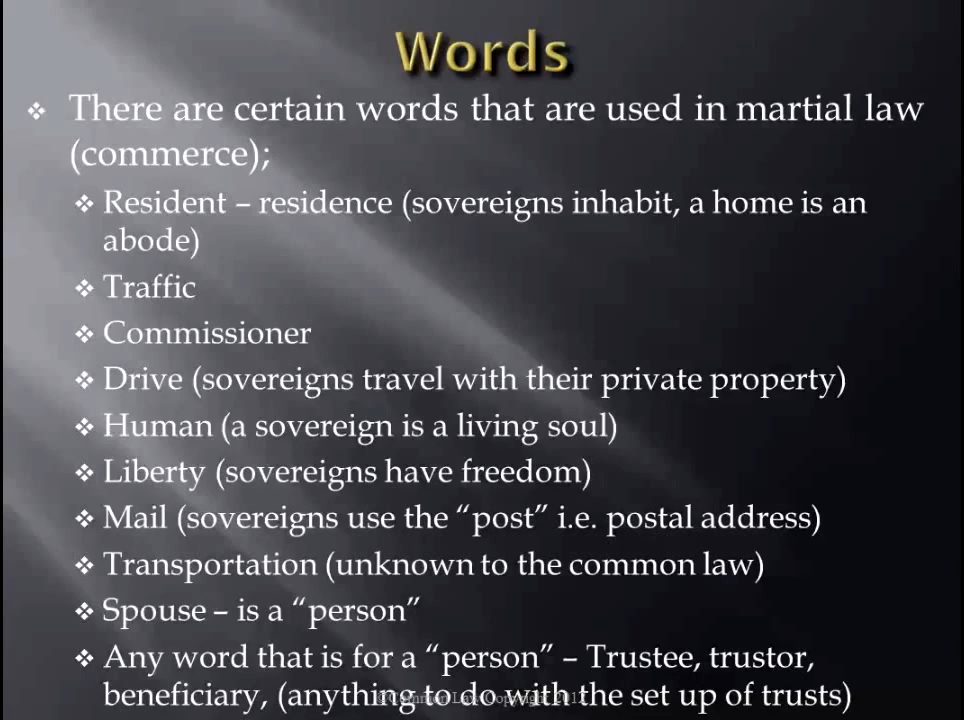 Words
❖ There are certain words that are used in martial law
(commerce);
❖ Resident – residence (sovereigns inhabit, a home is an
abode)
❖ Traffic
❖ Commissioner
❖ Drive (sovereigns travel with their private property)
❖ Human (a sovereign is a living soul)
❖ Liberty (sovereigns have freedom)
❖ Mail (sovereigns use the “post” i.e. postal address)
❖ Transportation (unknown to the common law)
❖ Spouse – is a “person”
❖ Any word that is for a “person” – Trustee, trustor,
beneficiary, (anything to do with the set up of trusts)
©Common Law Copyright